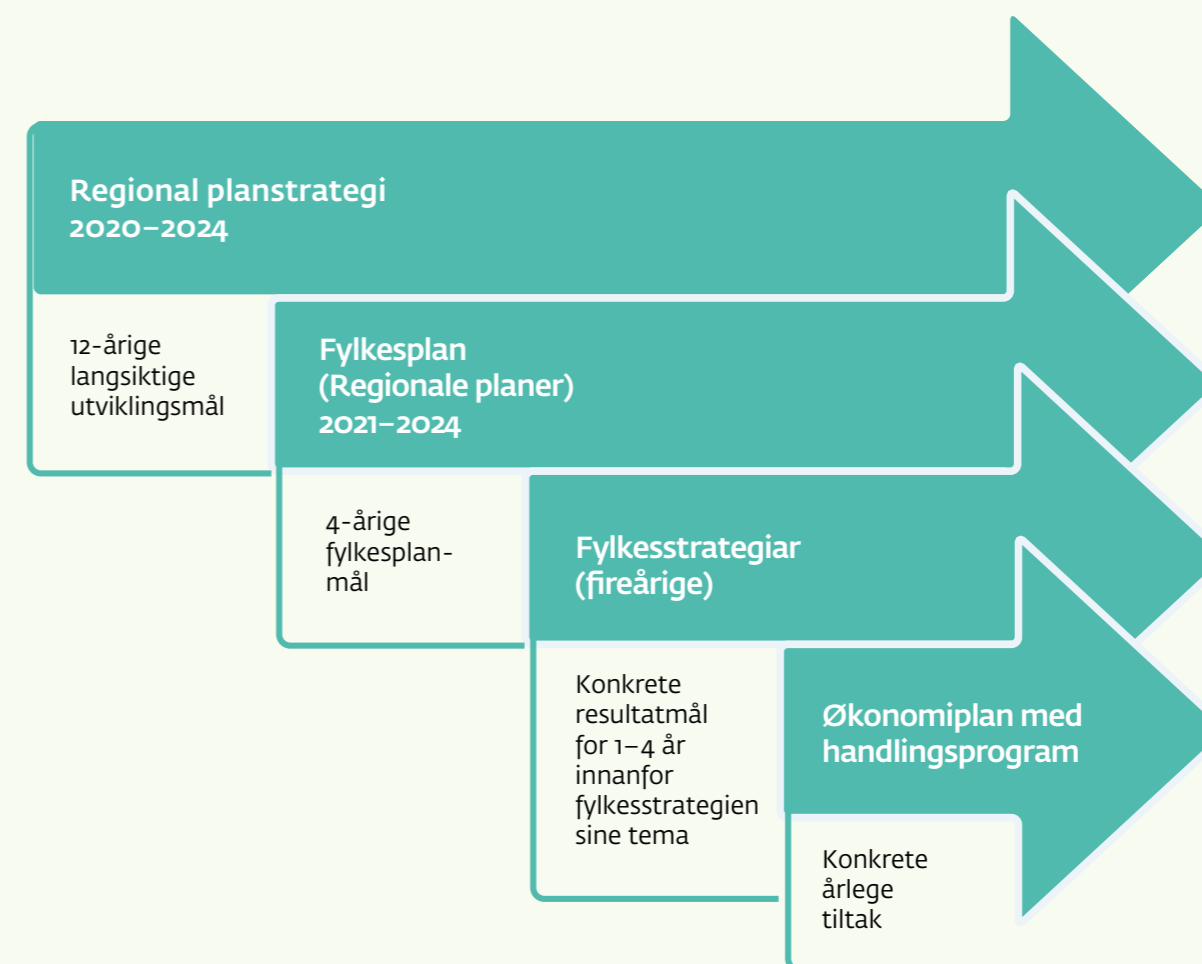 Regional planstrategi
2020–2024
12-årige
langsiktige
utviklingsmål
Fylkesplan
(Regionale planer)
2021–2024
4-årige
fylkesplan-
mål
Fylkesstrategiar
(fireårige)
Konkrete
resultatmål
for 1–4 år
innanfor
fylkesstrategien
sine tema
Økonomiplan med
handlingsprogram
Konkrete
årlege
tiltak